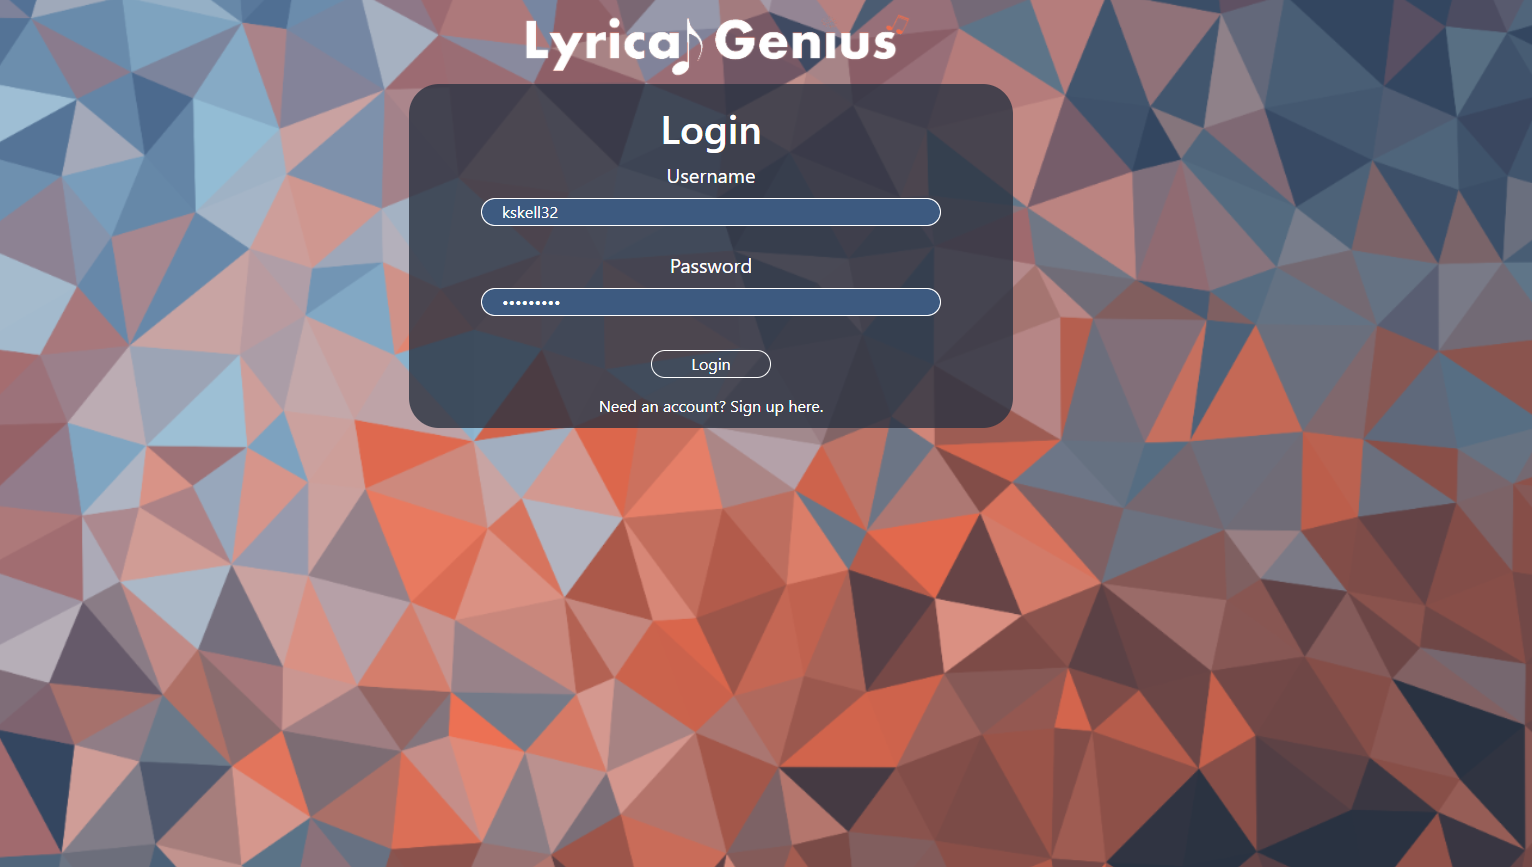 Lyrical Genius
Login
Username
kskell32
Password
•••••••••
Login
Need an account? Sign up here.